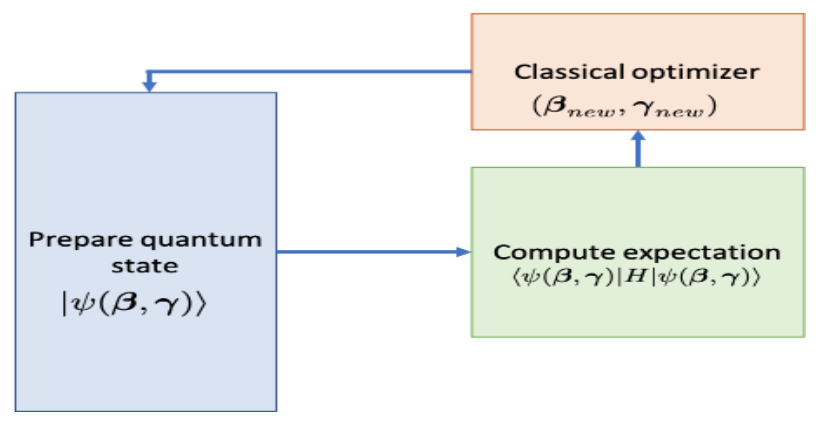 Classical optimizer
(β_new, γ_new)
Prepare quantum
state
|ψ(β, γ)⟩
Compute expectation
⟨ψ(β, γ)|H|ψ(β, γ)⟩